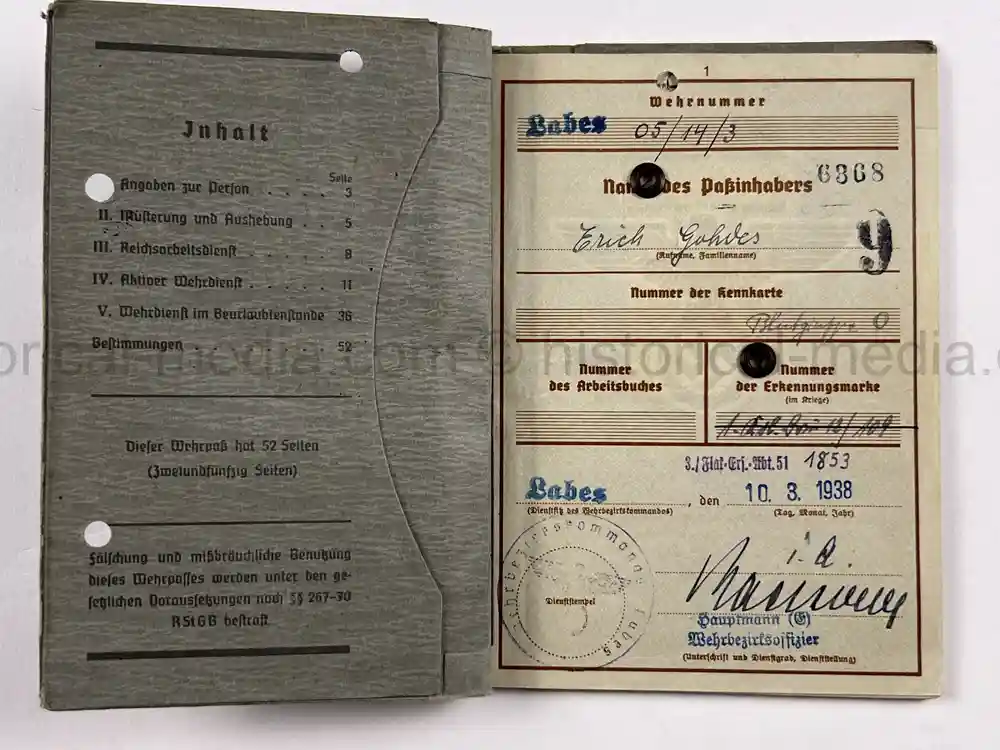 Inhalt
Seite
Angaben zur Person . . . . 3
II. Musterung und Aushebung . 5
III. Reichsarbeitsdienst . . . . . 8
IV. Aktiver Wehrdienst . . . . . . 11
V. Wehrdienst im Beurlaubtenstande 36
Bestimmungen . . . . . . . . . 52
Dieser Wehrpaß hat 52 Seiten
(Zweiundfünfzig Seiten)
Fälschung und mißbräuchliche Benutzung
dieses Wehrpasses werden unter den ge-
setzlichen Voraussetzungen nach §§ 267-70
RStGB bestraft
1
Wehrnummer
Labes 05/14/3
6868
des Paßinhabers
Erich Gohdes
(Rufname, Familienname)
9
Nummer der Kennkarte
Blutgruppe O
Nummer
des Arbeitsbuches
Nummer
der Erkennungsmarke
(im Kriege)
3./Flak-Ers.-Abt. 51 1853
Labes, den 10. 3. 1938
(Dienstsitz des Wehrbezirkskommandos) (Tag, Monat, Jahr)
Dienststempel
Hauptmann (E)
Wehrbezirksoffizier
(Unterschrift und Dienstgrad, Dienststellung)
historical-media.com © historical-media.c